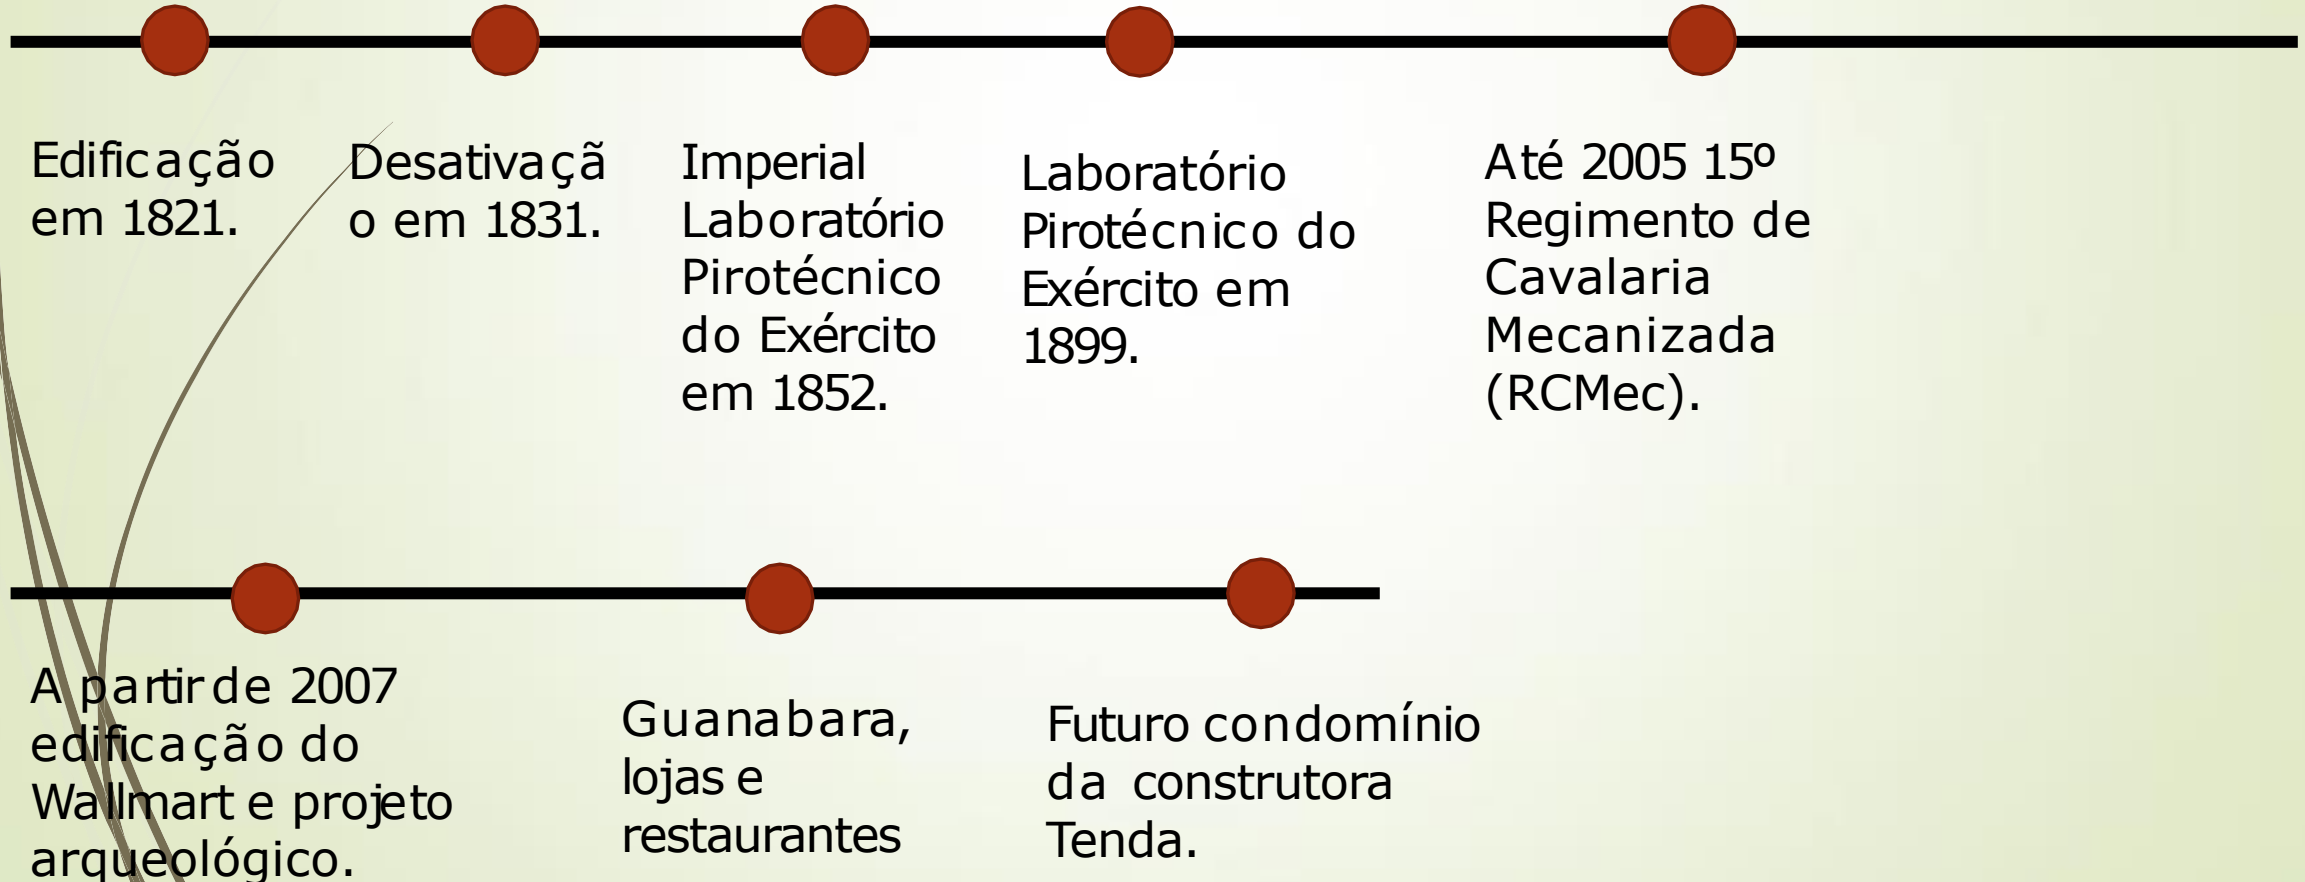 Edificação
em 1821.
Desativaçã
o em 1831.
Imperial
Laboratório
Pirotécnico
do Exército
em 1852.
Laboratório
Pirotécnico do
Exército em
1899.
Até 2005 15º
Regimento de
Cavalaria
Mecanizada
(RCMec).
A partir de 2007
edificação do
Wallmart e projeto
arqueológico.
Guanabara,
lojas e
restaurantes
Futuro condomínio
da construtora
Tenda.